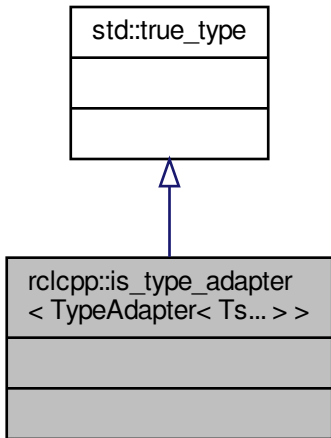 std::true_type
rclcpp::is_type_adapter
< TypeAdapter< Ts... > >